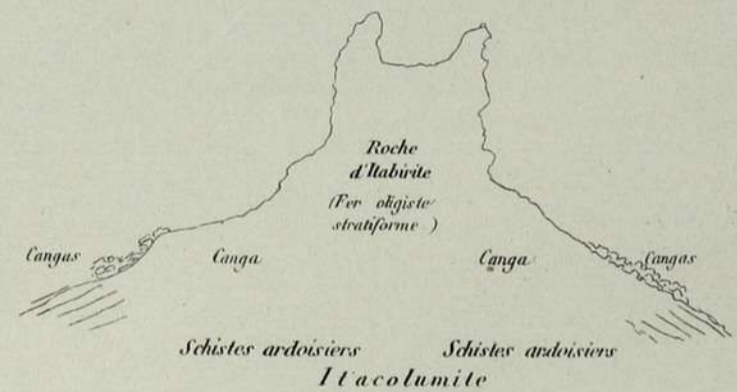 Roche
d'Itabirite
(Fer oligiste
stratiforme )
Cangas Canga Canga Cangas
Schistes ardoisiers Schistes ardoisiers
Itacolumite